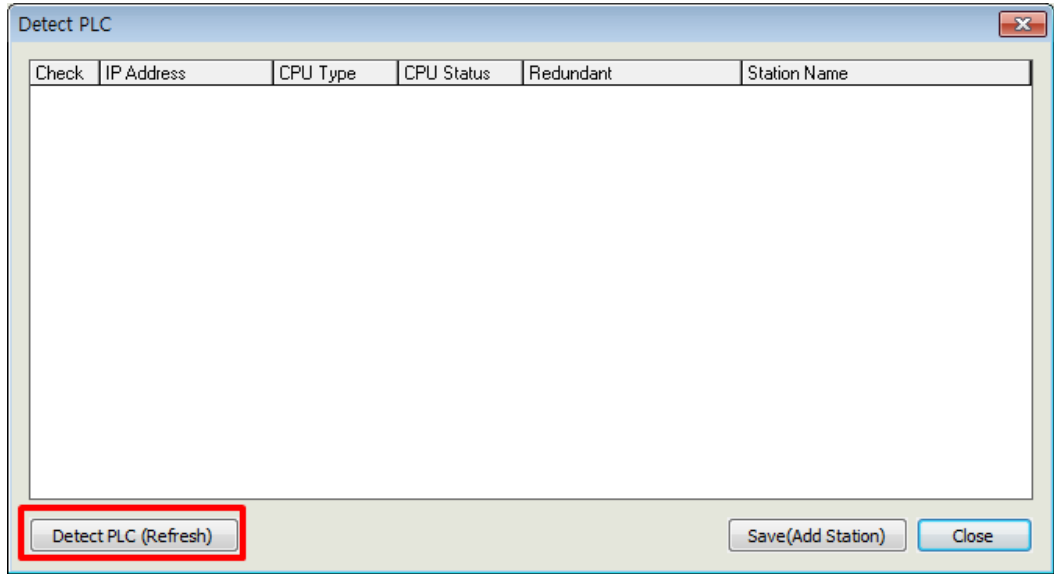 Detect PLC
Check IP Address CPU Type CPU Status Redundant Station Name
Detect PLC (Refresh) Save(Add Station) Close